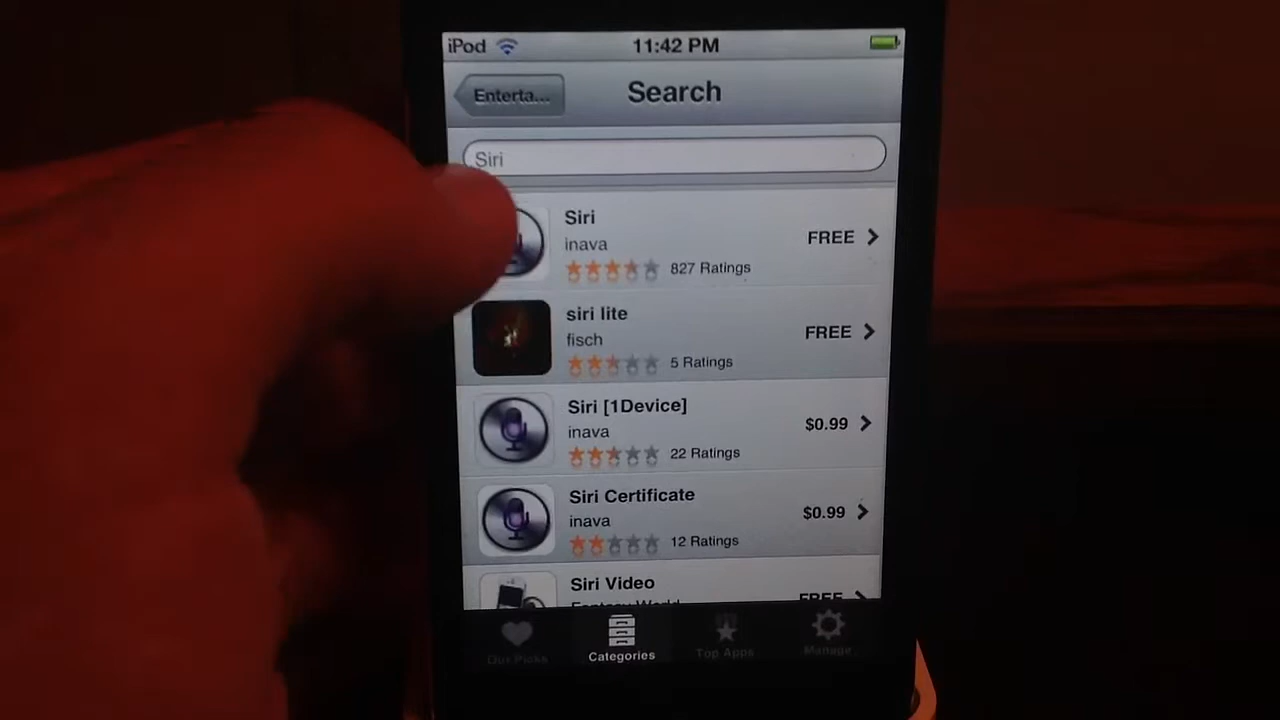 iPod 11:42 PM
Enterta... Search
Siri
Siri
inava
827 Ratings
FREE
siri lite
fisch
5 Ratings
FREE
Siri [1Device]
inava
22 Ratings
$0.99
Siri Certificate
inava
12 Ratings
$0.99
Siri Video
Fantasy World
FREE
Our Picks Categories Top Apps Manage